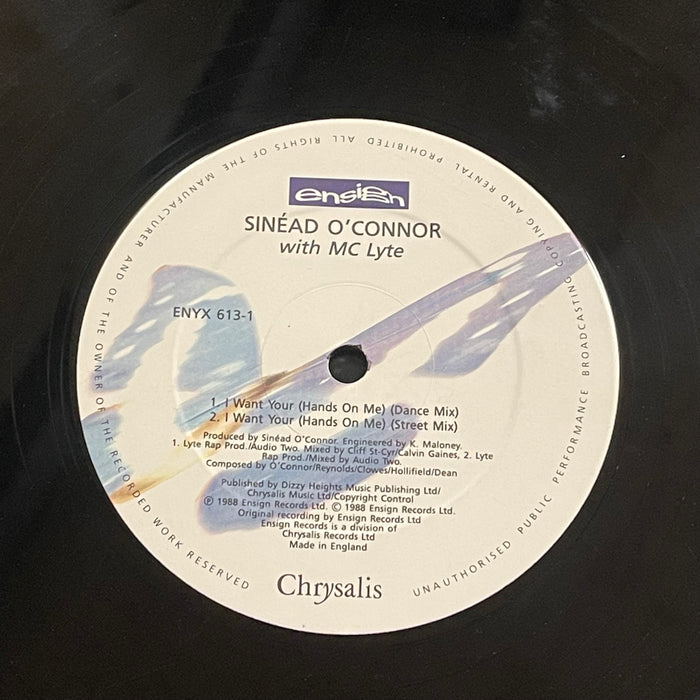 ensign
SINÉAD O'CONNOR
with MC Lyte
ENYX 613-1
1. I Want Your (Hands On Me) (Dance Mix)
2. I Want Your (Hands On Me) (Street Mix)
Produced by Sinéad O'Connor. Engineered by K. Maloney.
1. Lyte Rap Prod./Audio Two. Mixed by Cliff St-Cyr/Calvin Gaines, 2. Lyte
Rap Prod./Mixed by Audio Two.
Composed by O'Connor/Reynolds/Clowes/Hollifield/Dean
Published by Dizzy Heights Music Publishing Ltd/
Chrysalis Music Ltd/Copyright Control
℗ 1988 Ensign Records Ltd. © 1988 Ensign Records Ltd.
Original recording by Ensign Records Ltd
Ensign Records is a division of
Chrysalis Records Ltd
Made in England
Chrysalis
ALL RIGHTS OF THE MANUFACTURER AND OF THE OWNER OF THE RECORDED WORK RESERVED
UNAUTHORISED PUBLIC PERFORMANCE BROADCASTING COPYING AND RENTAL PROHIBITED